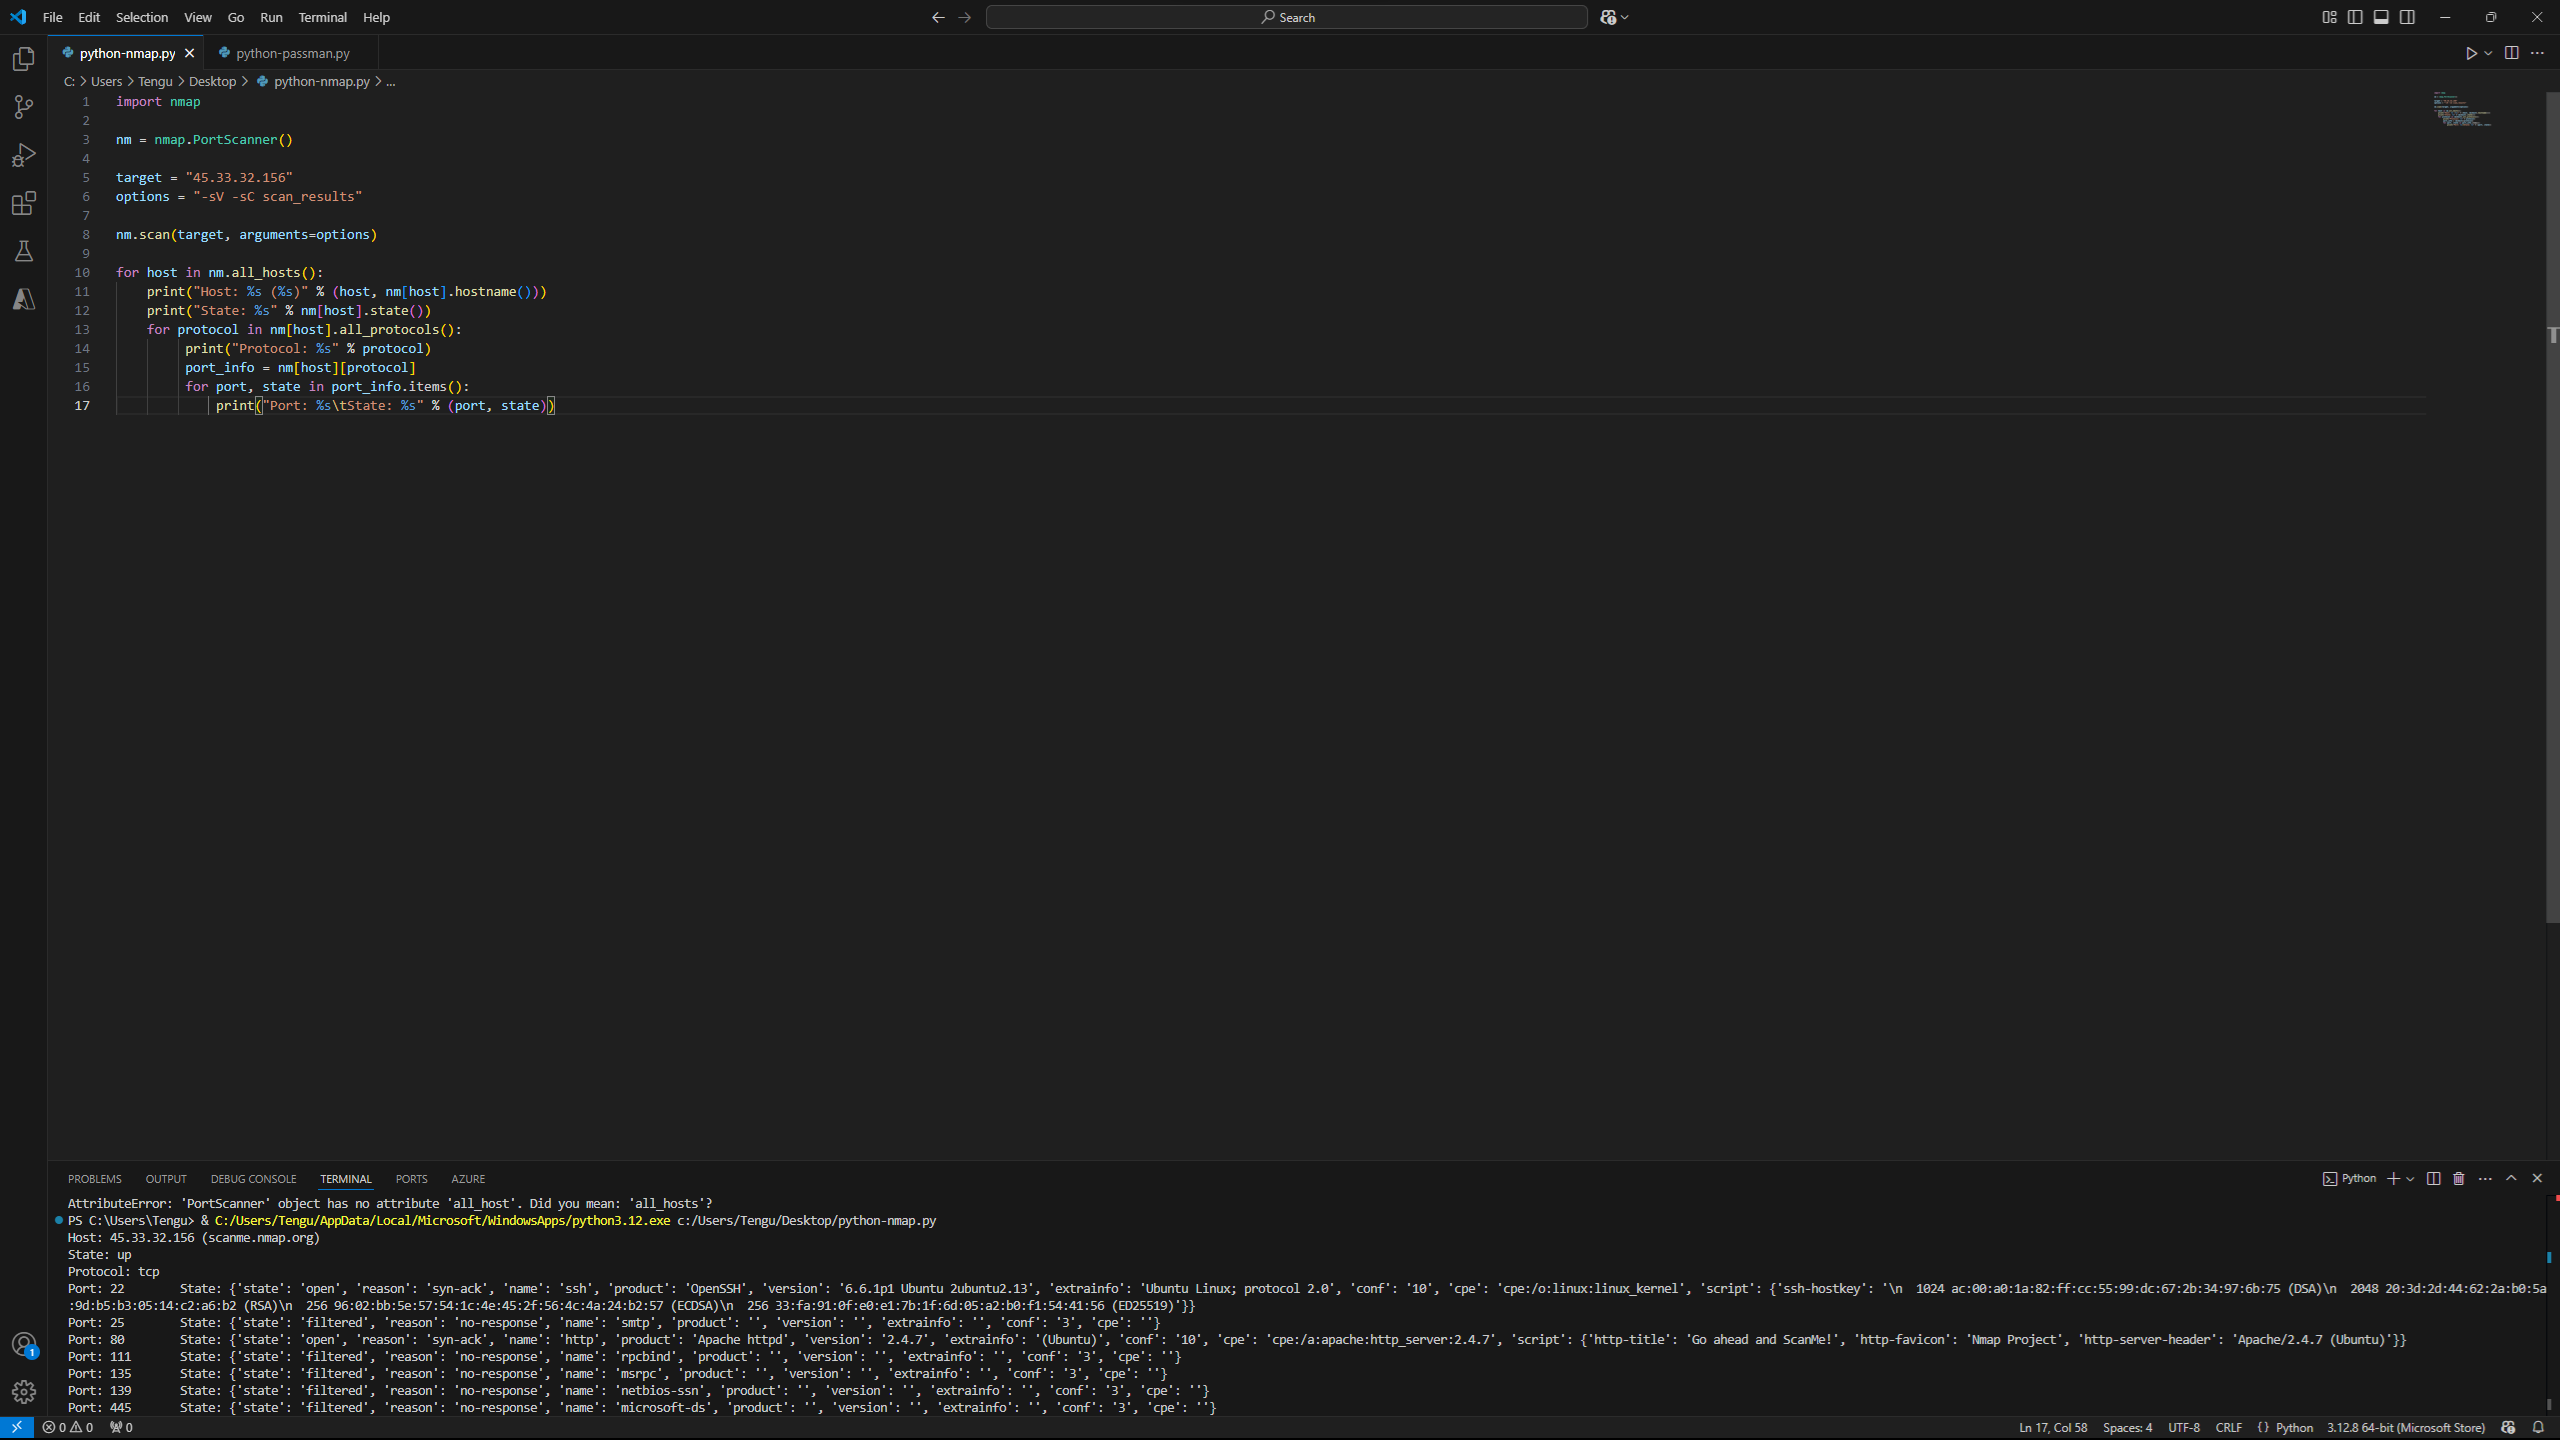 File Edit Selection View Go Run Terminal Help
Search
python-nmap.py
python-passman.py
C: > Users > Tengu > Desktop > python-nmap.py > ...
1 import nmap
2
3 nm = nmap.PortScanner()
4
5 target = "45.33.32.156"
6 options = "-sV -sC scan_results"
7
8 nm.scan(target, arguments=options)
9
10 for host in nm.all_hosts():
11     print("Host: %s (%s)" % (host, nm[host].hostname()))
12     print("State: %s" % nm[host].state())
13     for protocol in nm[host].all_protocols():
14          print("Protocol: %s" % protocol)
15          port_info = nm[host][protocol]
16          for port, state in port_info.items():
17              print("Port: %s\tState: %s" % (port, state))
PROBLEMS OUTPUT DEBUG CONSOLE TERMINAL PORTS AZURE
Python
AttributeError: 'PortScanner' object has no attribute 'all_host'. Did you mean: 'all_hosts'?
PS C:\Users\Tengu> & C:/Users/Tengu/AppData/Local/Microsoft/WindowsApps/python3.12.exe c:/Users/Tengu/Desktop/python-nmap.py
Host: 45.33.32.156 (scanme.nmap.org)
State: up
Protocol: tcp
Port: 22       State: {'state': 'open', 'reason': 'syn-ack', 'name': 'ssh', 'product': 'OpenSSH', 'version': '6.6.1p1 Ubuntu 2ubuntu2.13', 'extrainfo': 'Ubuntu Linux; protocol 2.0', 'conf': '10', 'cpe': 'cpe:/o:linux:linux_kernel', 'script': {'ssh-hostkey': '\n  1024 ac:00:a0:1a:82:ff:cc:55:99:dc:67:2b:34:97:6b:75 (DSA)\n  2048 20:3d:2d:44:62:2a:b0:5a
:9d:b5:b3:05:14:c2:a6:b2 (RSA)\n  256 96:02:bb:5e:57:54:1c:4e:45:2f:56:4c:4a:24:b2:57 (ECDSA)\n  256 33:fa:91:0f:e0:e1:7b:1f:6d:05:a2:b0:f1:54:41:56 (ED25519)'}}
Port: 25       State: {'state': 'filtered', 'reason': 'no-response', 'name': 'smtp', 'product': '', 'version': '', 'extrainfo': '', 'conf': '3', 'cpe': ''}
Port: 80       State: {'state': 'open', 'reason': 'syn-ack', 'name': 'http', 'product': 'Apache httpd', 'version': '2.4.7', 'extrainfo': '(Ubuntu)', 'conf': '10', 'cpe': 'cpe:/a:apache:http_server:2.4.7', 'script': {'http-title': 'Go ahead and ScanMe!', 'http-favicon': 'Nmap Project', 'http-server-header': 'Apache/2.4.7 (Ubuntu)'}}
Port: 111      State: {'state': 'filtered', 'reason': 'no-response', 'name': 'rpcbind', 'product': '', 'version': '', 'extrainfo': '', 'conf': '3', 'cpe': ''}
Port: 135      State: {'state': 'filtered', 'reason': 'no-response', 'name': 'msrpc', 'product': '', 'version': '', 'extrainfo': '', 'conf': '3', 'cpe': ''}
Port: 139      State: {'state': 'filtered', 'reason': 'no-response', 'name': 'netbios-ssn', 'product': '', 'version': '', 'extrainfo': '', 'conf': '3', 'cpe': ''}
Port: 445      State: {'state': 'filtered', 'reason': 'no-response', 'name': 'microsoft-ds', 'product': '', 'version': '', 'extrainfo': '', 'conf': '3', 'cpe': ''}
1
0 0 0 Ln 17, Col 58 Spaces: 4 UTF-8 CRLF {} Python 3.12.8 64-bit (Microsoft Store)